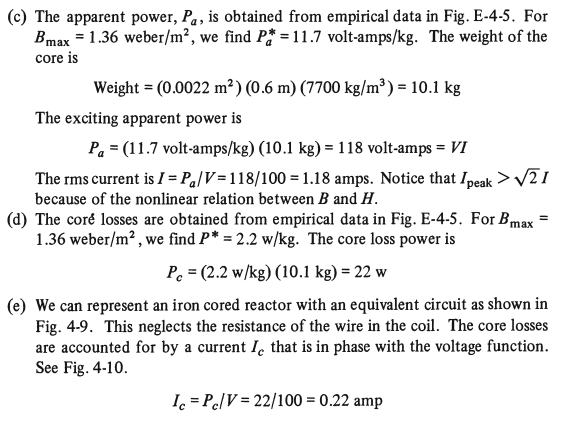 (c) The apparent power, Pₐ, is obtained from empirical data in Fig. E-4-5. For
Bmax = 1.36 weber/m², we find Pₐ* = 11.7 volt-amps/kg. The weight of the
core is
Weight = (0.0022 m²) (0.6 m) (7700 kg/m³) = 10.1 kg
The exciting apparent power is
Pₐ = (11.7 volt-amps/kg) (10.1 kg) = 118 volt-amps = VI
The rms current is I = Pₐ/V = 118/100 = 1.18 amps. Notice that Ipeak > √2 I
because of the nonlinear relation between B and H.
(d) The coré losses are obtained from empirical data in Fig. E-4-5. For Bmax =
1.36 weber/m², we find P* = 2.2 w/kg. The core loss power is
Pc = (2.2 w/kg) (10.1 kg) = 22 w
(e) We can represent an iron cored reactor with an equivalent circuit as shown in
Fig. 4-9. This neglects the resistance of the wire in the coil. The core losses
are accounted for by a current Ic that is in phase with the voltage function.
See Fig. 4-10.
Ic = Pc/V = 22/100 = 0.22 amp